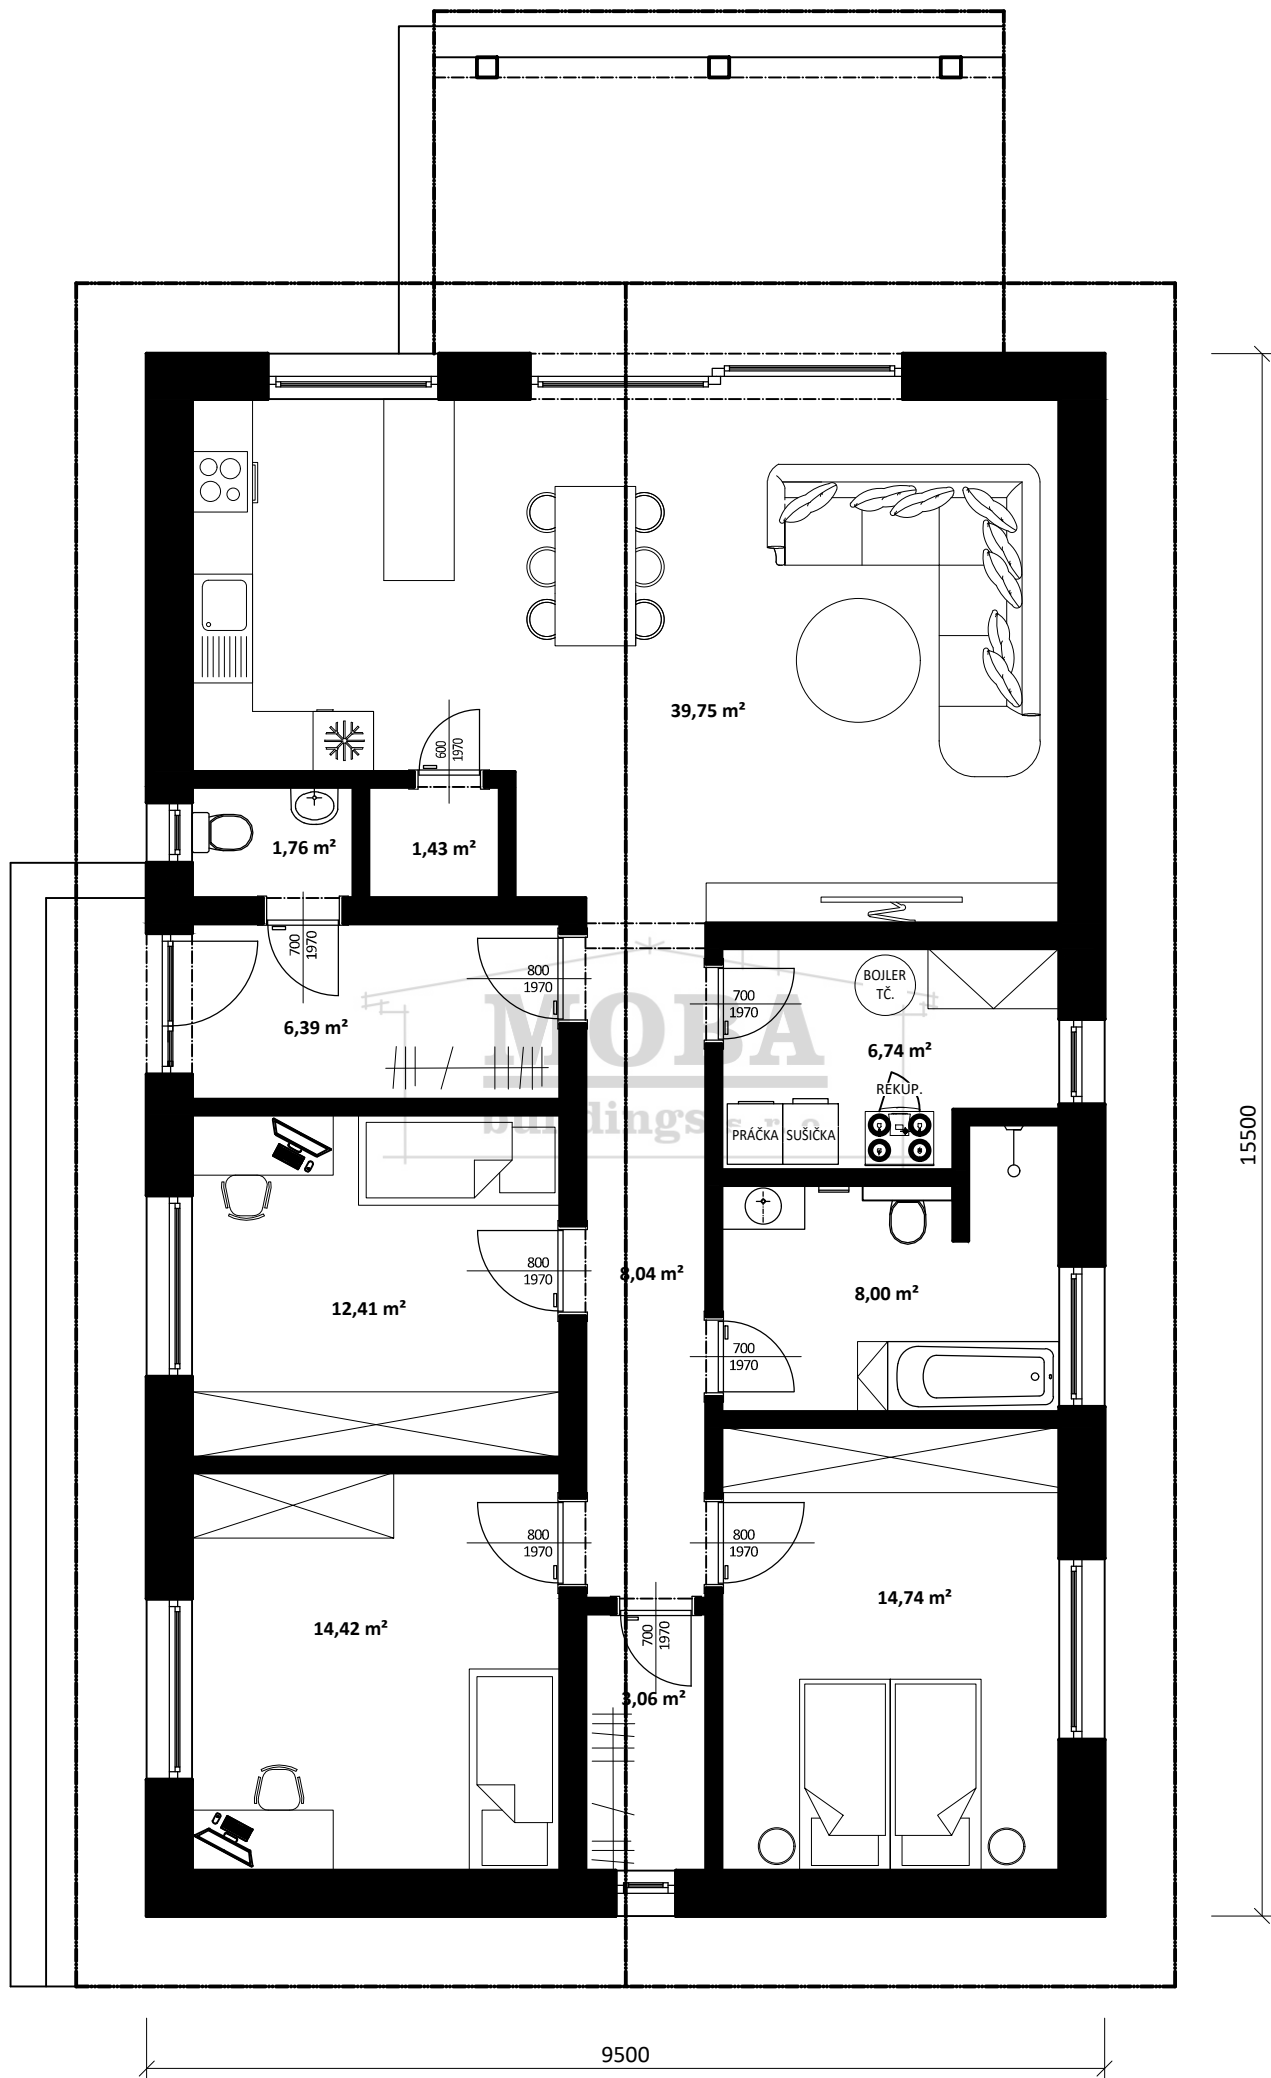 39,75 m²
600
1970
1,76 m²
1,43 m²
700
1970
800
1970
6,39 m²
MOBA
buildings s.r.o.
700
1970
BOJLER
TČ.
6,74 m²
REKUP.
PRÁČKA
SUŠIČKA
15500
800
1970
8,04 m²
12,41 m²
8,00 m²
700
1970
800
1970
800
1970
14,42 m²
700
1970
14,74 m²
3,06 m²
9500